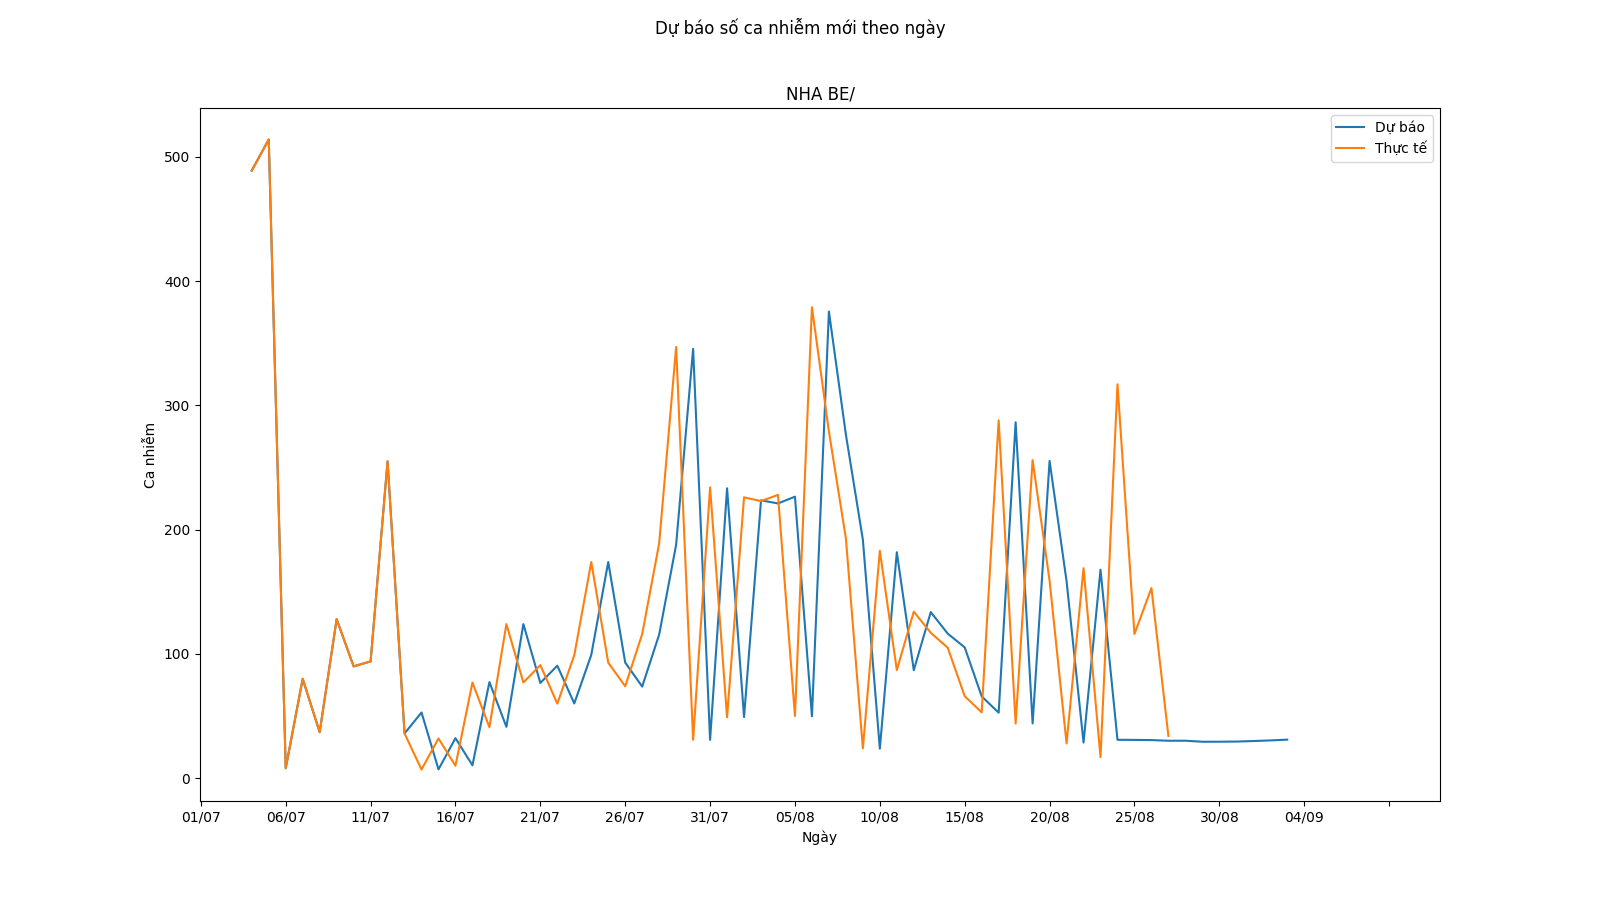 Dự báo số ca nhiễm mới theo ngày
NHA BE/
Dự báo
Thực tế
500
400
300
200
100
0
Ca nhiễm
01/07 06/07 11/07 16/07 21/07 26/07 31/07 05/08 10/08 15/08 20/08 25/08 30/08 04/09
Ngày